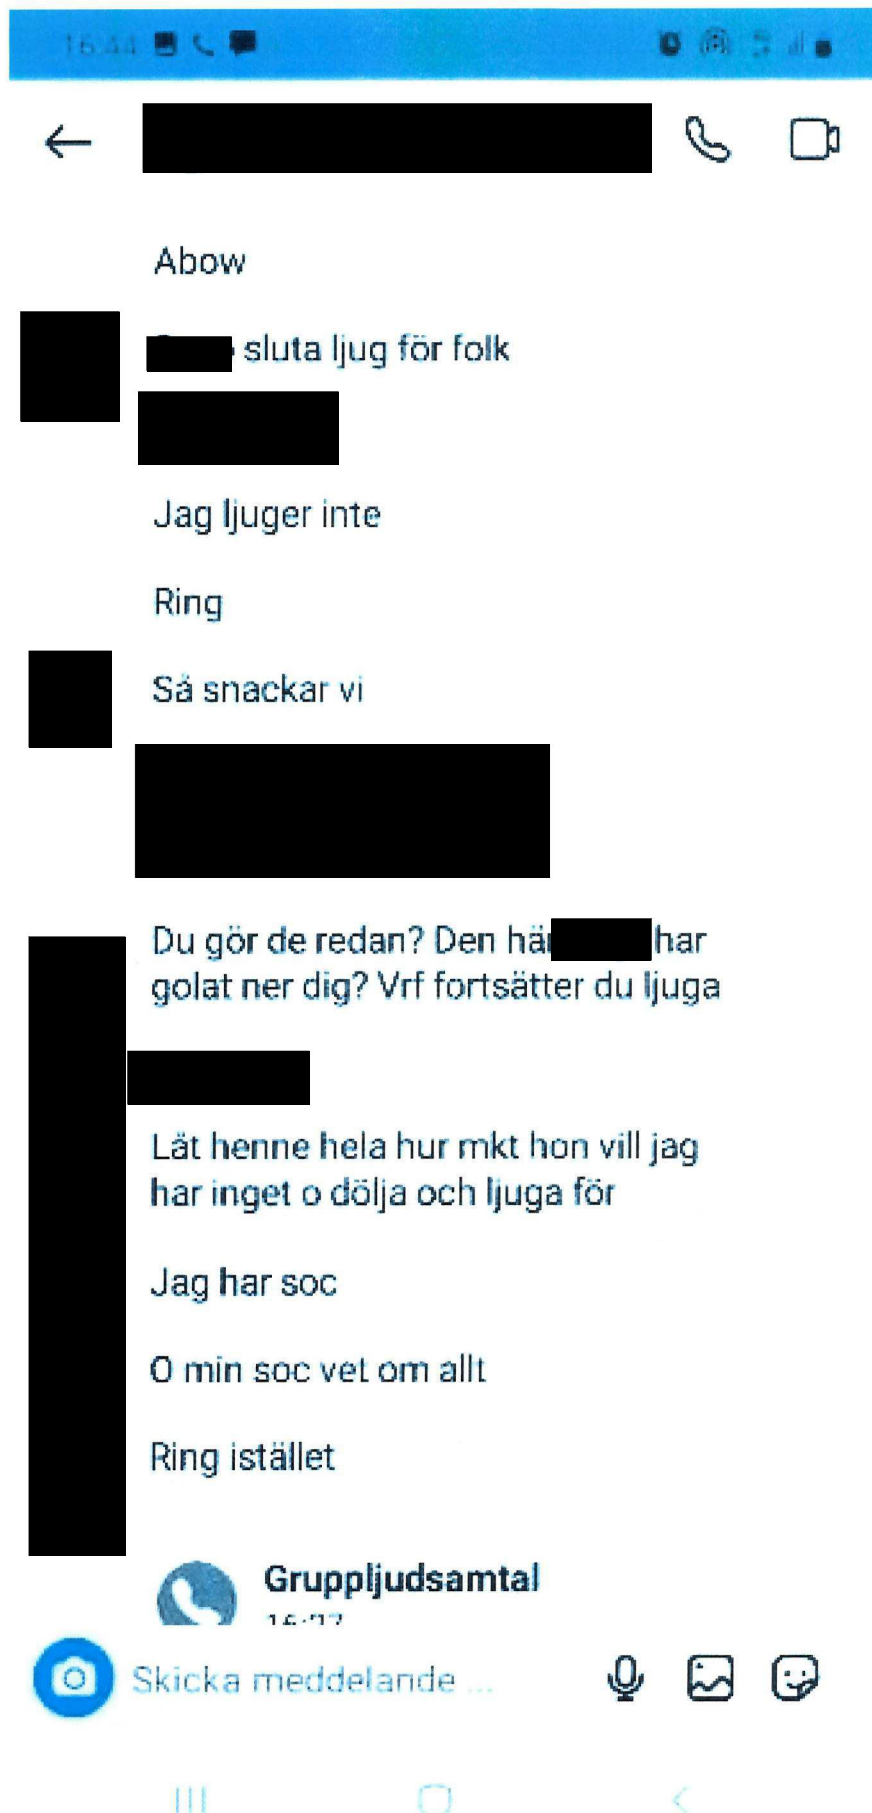 16:44
Abow
sluta ljug för folk
Jag ljuger inte
Ring
Så snackar vi
Du gör de redan? Den här har
golat ner dig? Vrf fortsätter du ljuga
Låt henne hela hur mkt hon vill jag
har inget o dölja och ljuga för
Jag har soc
O min soc vet om allt
Ring istället
Gruppljudsamtal
Skicka meddelande ...